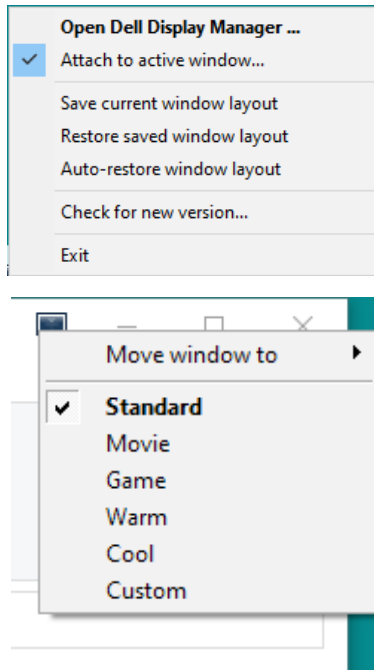 Open Dell Display Manager ...
Attach to active window...
Save current window layout
Restore saved window layout
Auto-restore window layout
Check for new version...
Exit
Move window to
Standard
Movie
Game
Warm
Cool
Custom